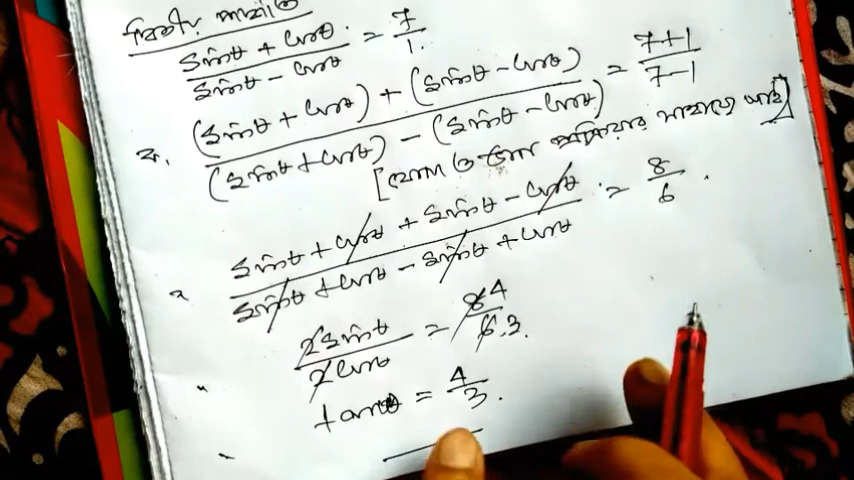 sinθ + cosθ / sinθ - cosθ = 7/1.
বা, (sinθ + cosθ) + (sinθ - cosθ) / (sinθ + cosθ) - (sinθ - cosθ) = 7+1 / 7-1
[যোগ ও ভাগ প্রক্রিয়ার সাহায্যে পাই]
" sinθ + cosθ + sinθ - cosθ / sinθ + cosθ - sinθ + cosθ = 8/6.
" 2sinθ / 2cosθ = 8 4 / 6 3.
" tanθ = 4/3.